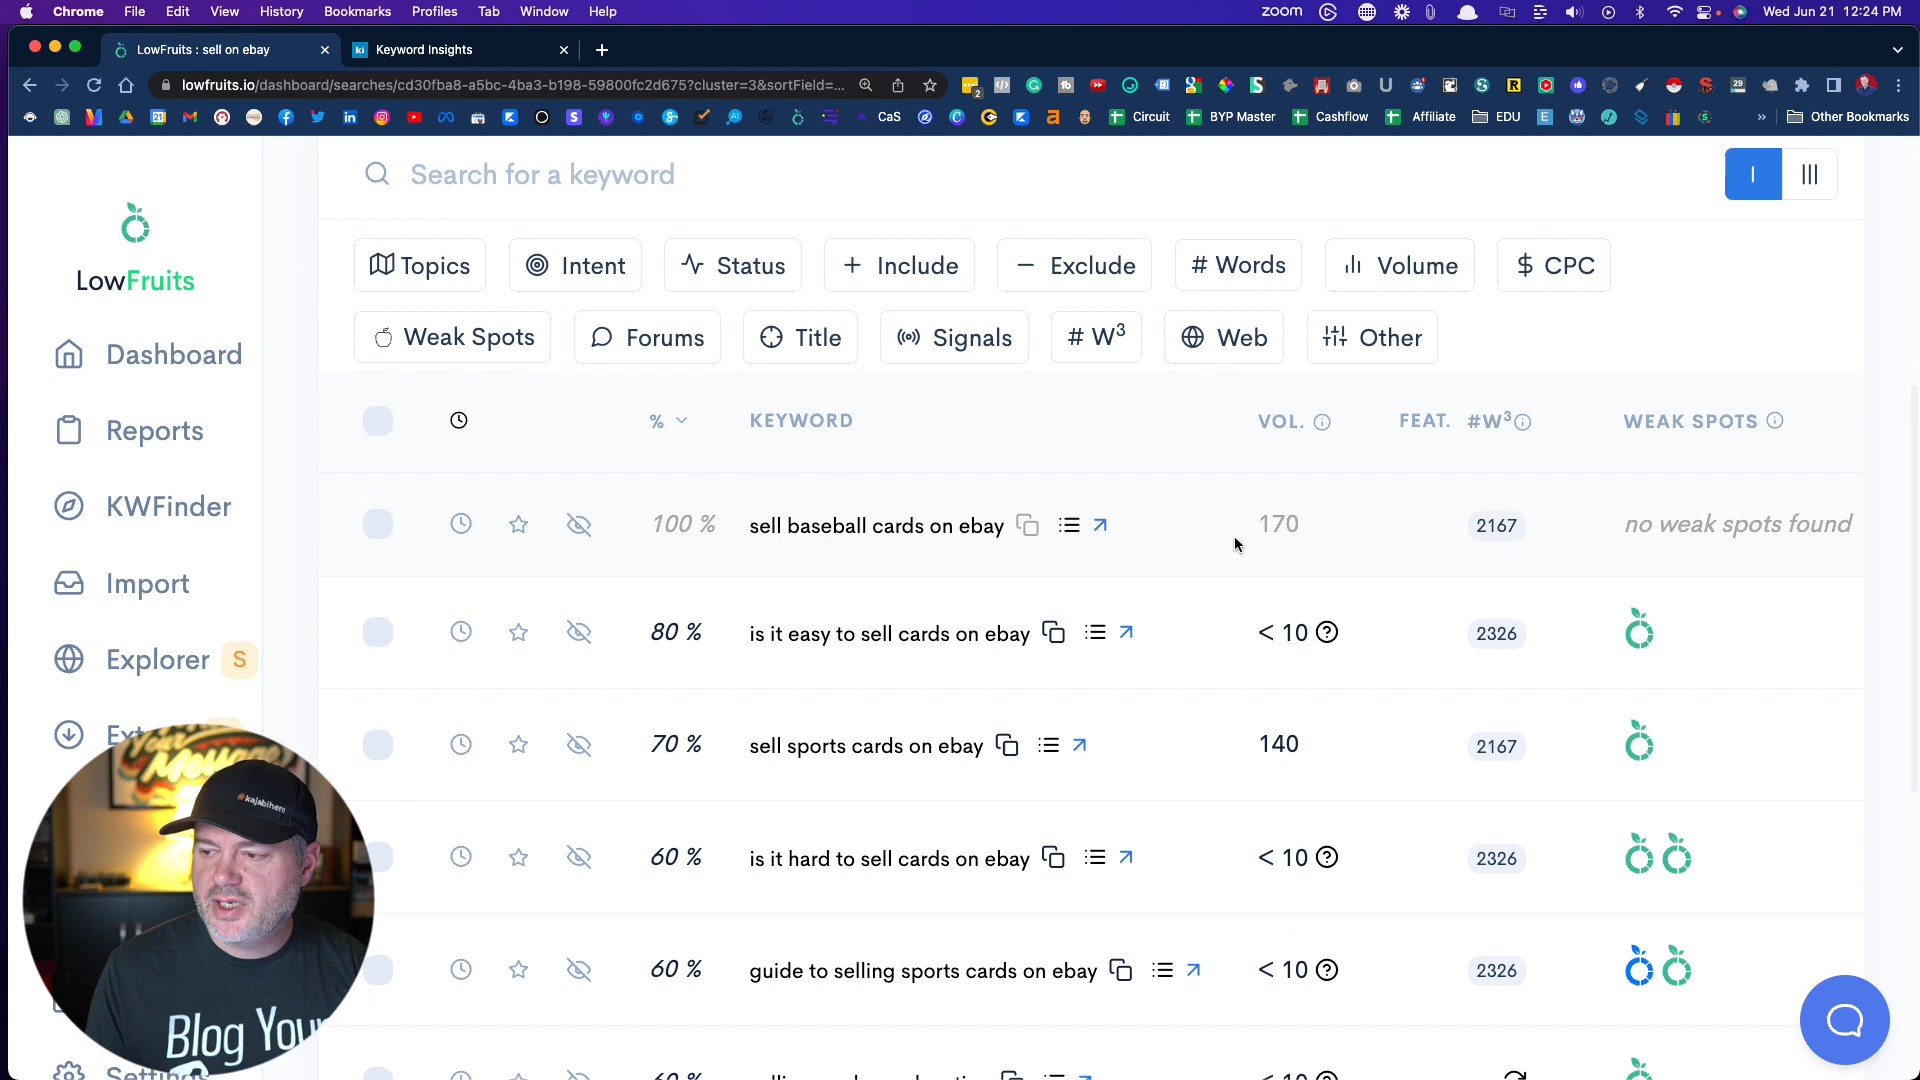 Chrome File Edit View History Bookmarks Profiles Tab Window Help zoom Wed Jun 21 12:24 PM
LowFruits : sell on ebay
Keyword Insights
lowfruits.io/dashboard/searches/cd30fba8-a5bc-4ba3-b198-59800fc2d675?cluster=3&sortField=...
CaS Circuit BYP Master Cashflow Affiliate EDU » Other Bookmarks
Search for a keyword
LowFruits
Dashboard
Reports
KWFinder
Import
Explorer S
Settings
Topics Intent Status + Include − Exclude # Words Volume $ CPC
Weak Spots Forums Title Signals # W³ Web Other
% KEYWORD VOL. FEAT. #W³ WEAK SPOTS
100 % sell baseball cards on ebay 170 2167 no weak spots found
80 % is it easy to sell cards on ebay < 10 2326
70 % sell sports cards on ebay 140 2167
60 % is it hard to sell cards on ebay < 10 2326
60 % guide to selling sports cards on ebay < 10 2326
#kajabihero
Blog You